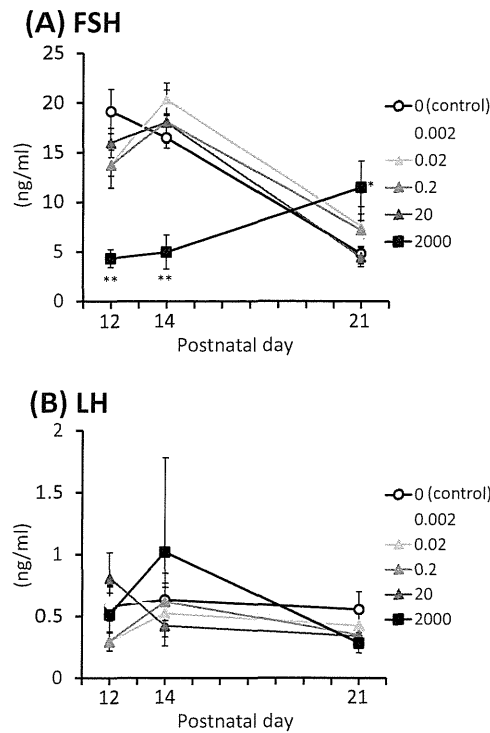 (A) FSH
25
20
15
10
5
0
(ng/ml)
12 14 21
Postnatal day
0 (control)
0.002
0.02
0.2
20
2000
*
** **
(B) LH
2
1.5
1
0.5
0
(ng/ml)
12 14 21
Postnatal day
0 (control)
0.002
0.02
0.2
20
2000